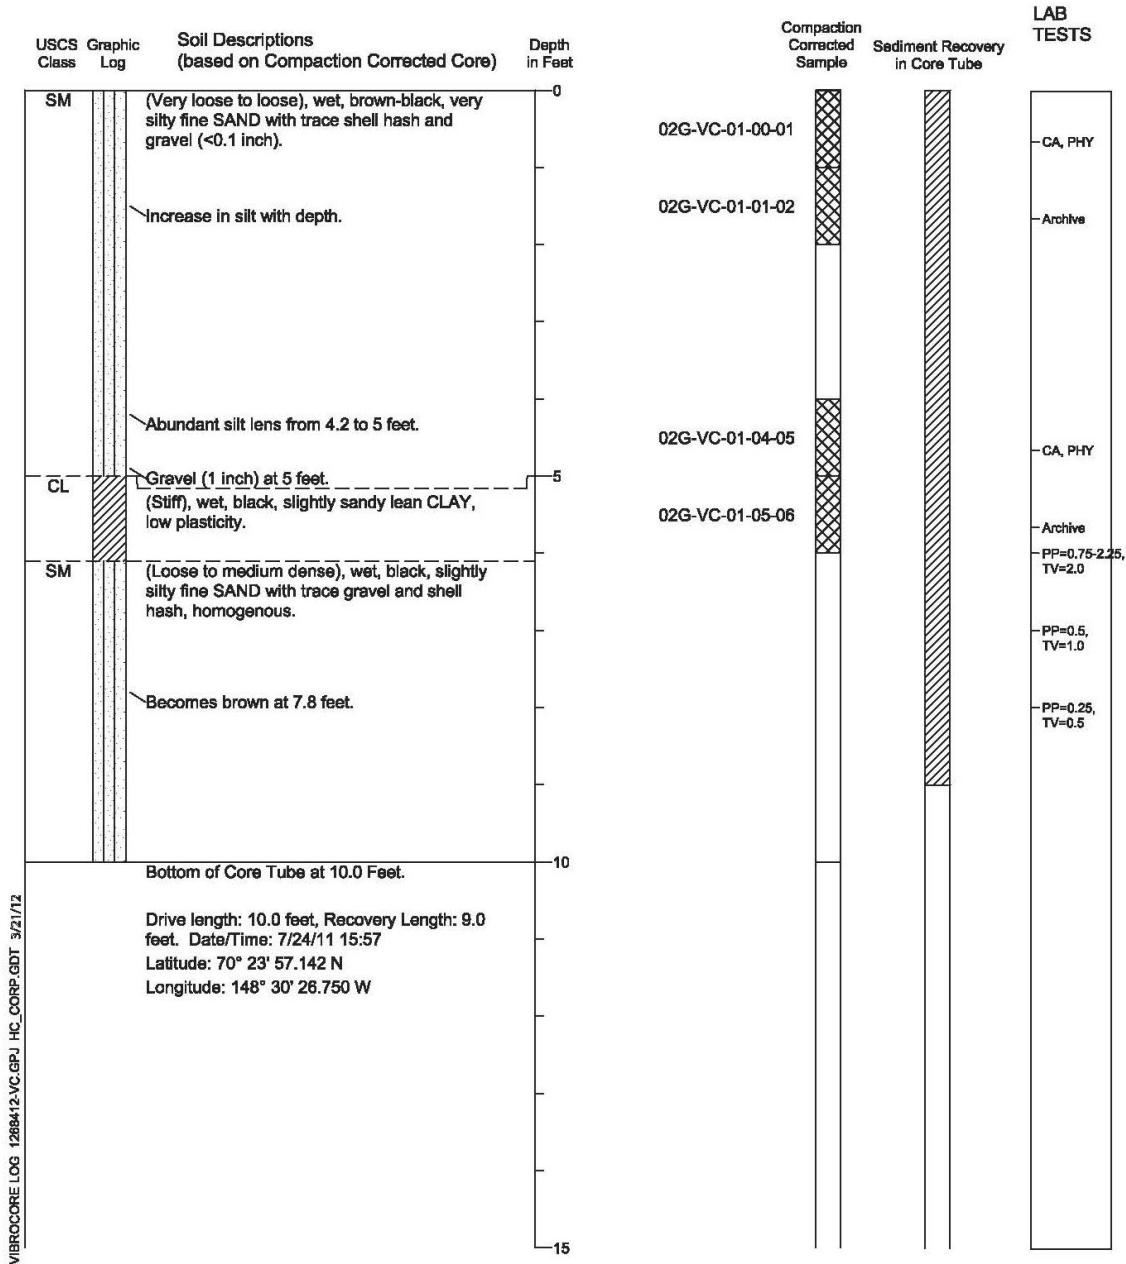 LAB
TESTS
Compaction
Corrected
Sample
Sediment Recovery
in Core Tube
USCS
Class
Graphic
Log
Soil Descriptions
(based on Compaction Corrected Core)
Depth
in Feet
0
SM
(Very loose to loose), wet, brown-black, very
silty fine SAND with trace shell hash and
gravel (<0.1 inch).
02G-VC-01-00-01
CA, PHY
Increase in silt with depth.
02G-VC-01-01-02
Archive
Abundant silt lens from 4.2 to 5 feet.
02G-VC-01-04-05
CA, PHY
Gravel (1 inch) at 5 feet.
5
CL
(Stiff), wet, black, slightly sandy lean CLAY,
low plasticity.
02G-VC-01-05-06
Archive
PP=0.75-2.25,
TV=2.0
SM
(Loose to medium dense), wet, black, slightly
silty fine SAND with trace gravel and shell
hash, homogenous.
PP=0.5,
TV=1.0
Becomes brown at 7.8 feet.
PP=0.25,
TV=0.5
10
Bottom of Core Tube at 10.0 Feet.
Drive length: 10.0 feet, Recovery Length: 9.0
feet. Date/Time: 7/24/11 15:57
Latitude: 70° 23' 57.142 N
Longitude: 148° 30' 26.750 W
15
VIBROCORE LOG 1268412-VC.GPJ HC_CORP.GDT 3/21/12